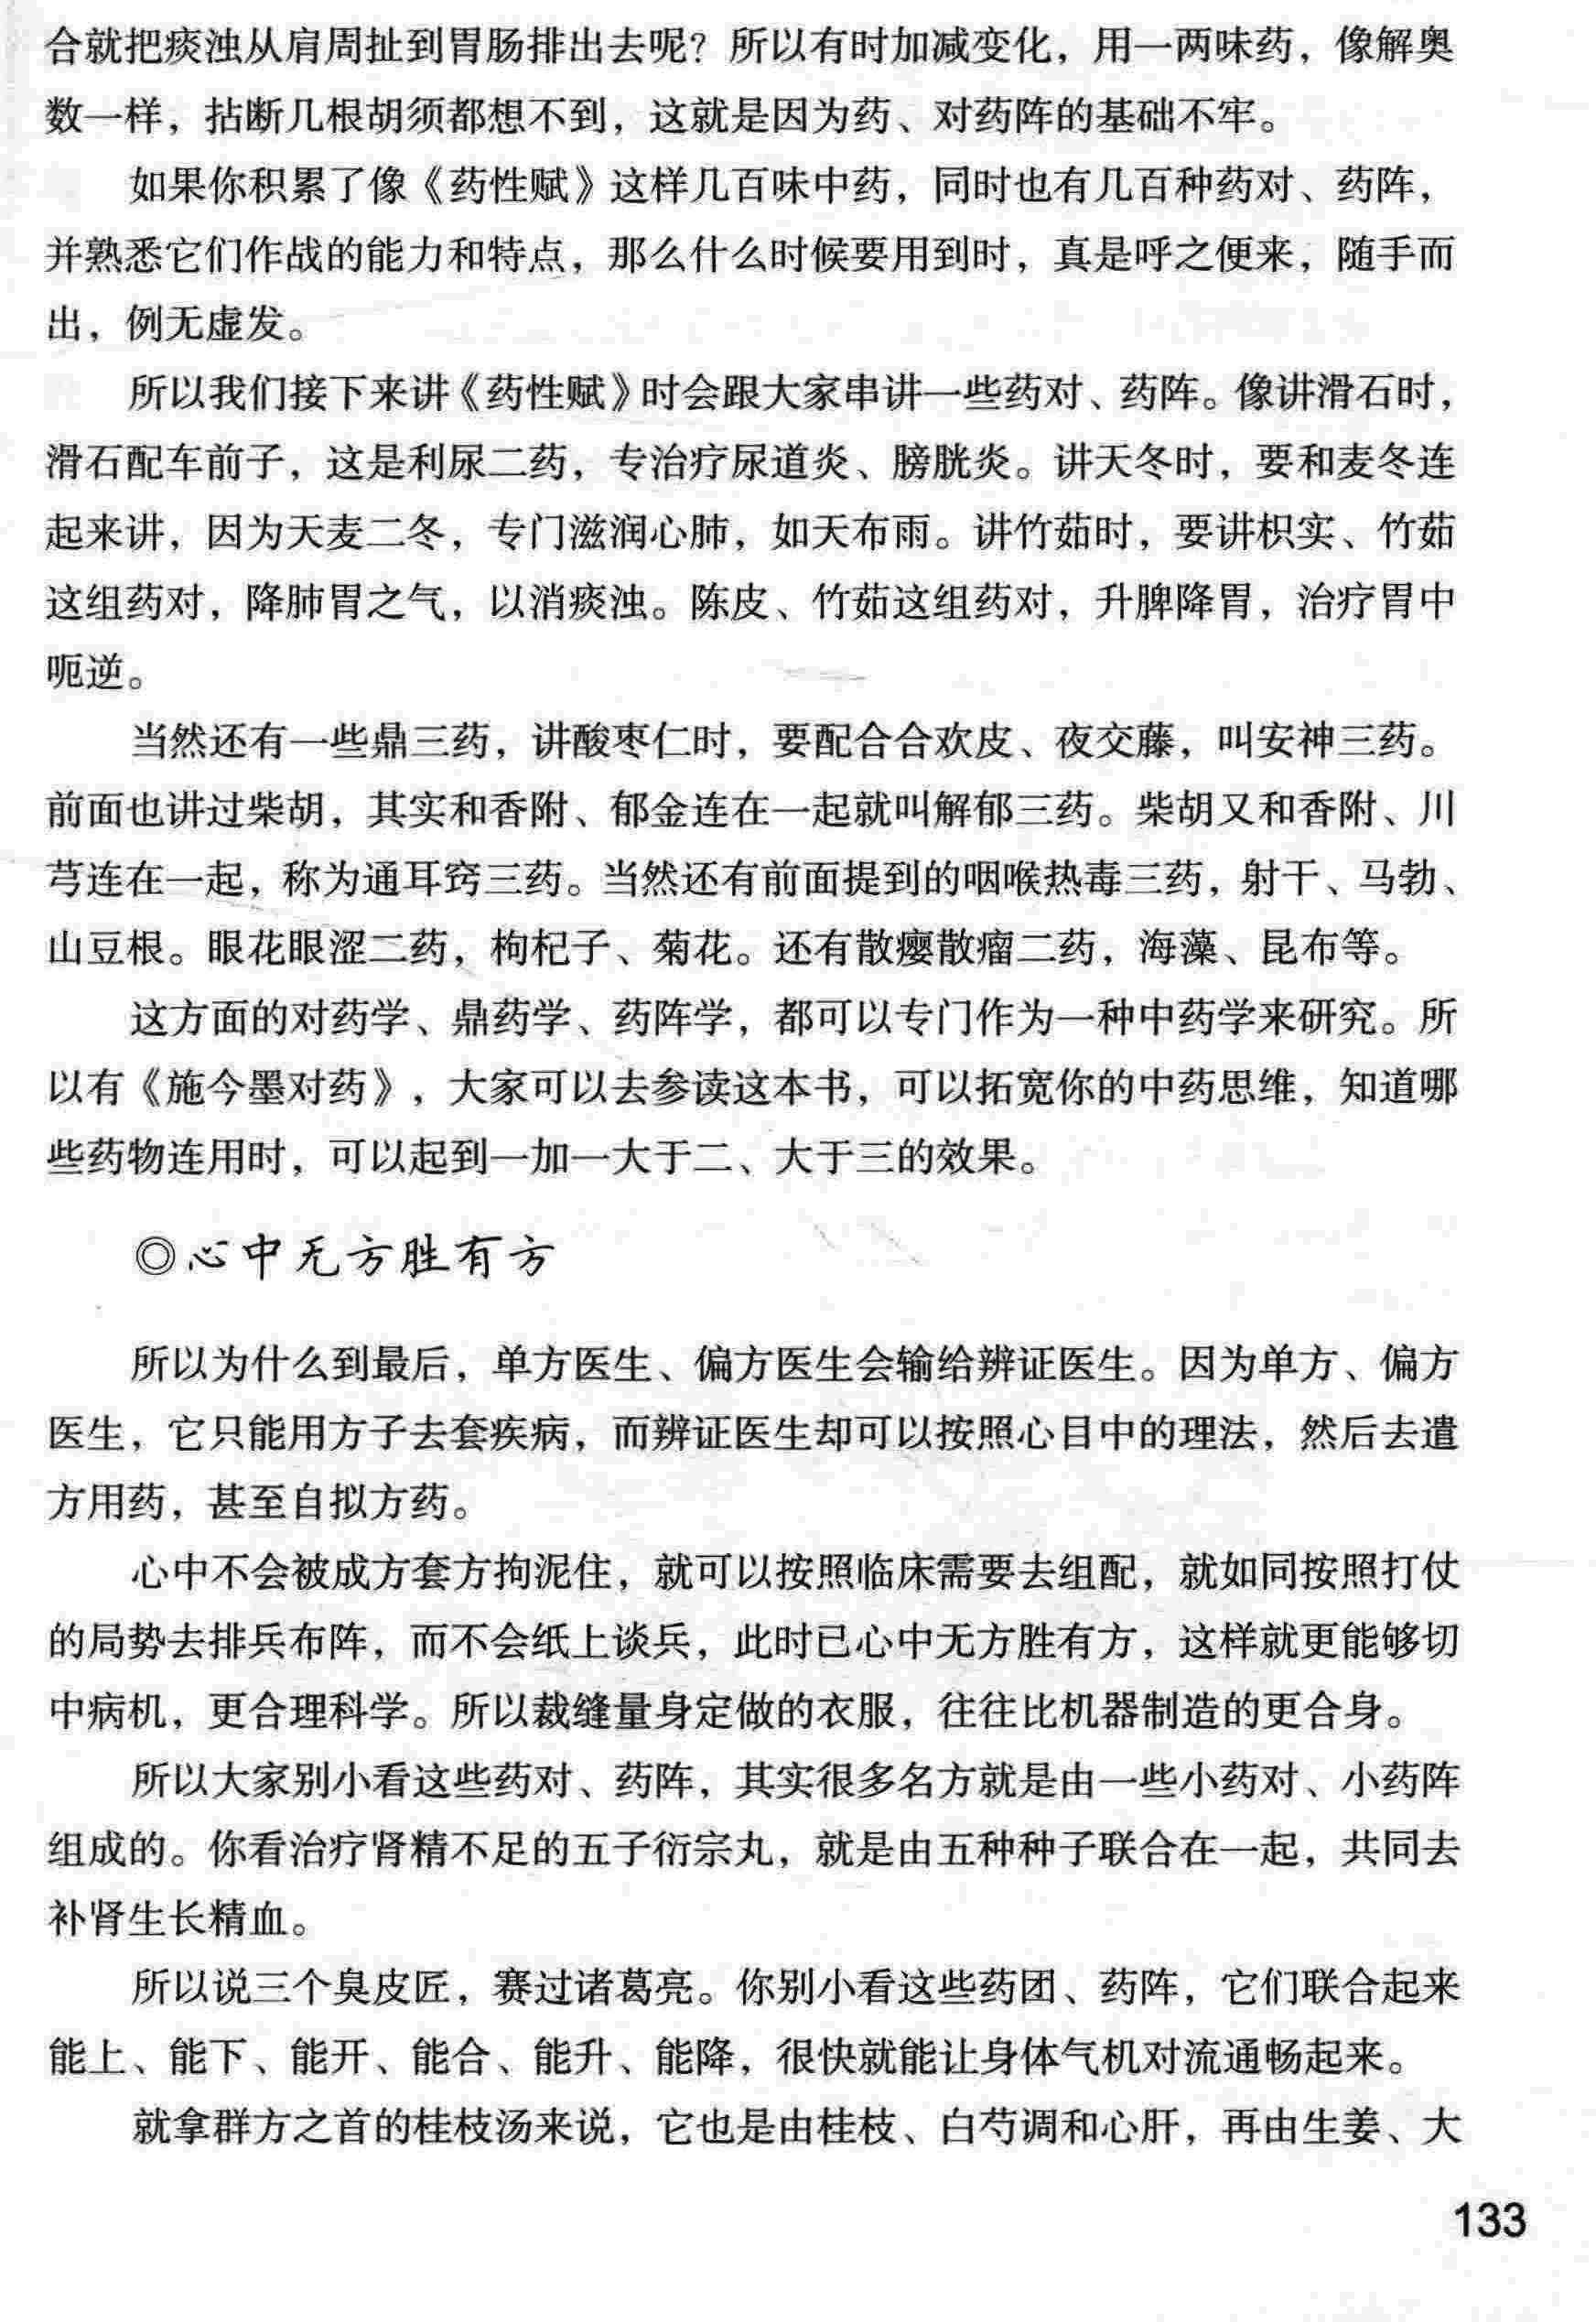 合就把痰浊从肩周扯到胃肠排出去呢？所以有时加减变化，用一两味药，像解奥
数一样，拈断几根胡须都想不到，这就是因为药、对药阵的基础不牢。
如果你积累了像《药性赋》这样几百味中药，同时也有几百种药对、药阵，
并熟悉它们作战的能力和特点，那么什么时候要用到时，真是呼之便来，随手而
出，例无虚发。
所以我们接下来讲《药性赋》时会跟大家串讲一些药对、药阵。像讲滑石时，
滑石配车前子，这是利尿二药，专治疗尿道炎、膀胱炎。讲天冬时，要和麦冬连
起来讲，因为天麦二冬，专门滋润心肺，如天布雨。讲竹茹时，要讲枳实、竹茹
这组药对，降肺胃之气，以消痰浊。陈皮、竹茹这组药对，升脾降胃，治疗胃中
呃逆。
当然还有一些鼎三药，讲酸枣仁时，要配合合欢皮、夜交藤，叫安神三药。
前面也讲过柴胡，其实和香附、郁金连在一起就叫解郁三药。柴胡又和香附、川
芎连在一起，称为通耳窍三药。当然还有前面提到的咽喉热毒三药，射干、马勃、
山豆根。眼花眼涩二药，枸杞子、菊花。还有散瘿散瘤二药，海藻、昆布等。
这方面的对药学、鼎药学、药阵学，都可以专门作为一种中药学来研究。所
以有《施今墨对药》，大家可以去参读这本书，可以拓宽你的中药思维，知道哪
些药物连用时，可以起到一加一大于二、大于三的效果。
◎心中无方胜有方
所以为什么到最后，单方医生、偏方医生会输给辨证医生。因为单方、偏方
医生，它只能用方子去套疾病，而辨证医生却可以按照心目中的理法，然后去遣
方用药，甚至自拟方药。
心中不会被成方套方拘泥住，就可以按照临床需要去组配，就如同按照打仗
的局势去排兵布阵，而不会纸上谈兵，此时已心中无方胜有方，这样就更能够切
中病机，更合理科学。所以裁缝量身定做的衣服，往往比机器制造的更合身。
所以大家别小看这些药对、药阵，其实很多名方就是由一些小药对、小药阵
组成的。你看治疗肾精不足的五子衍宗丸，就是由五种种子联合在一起，共同去
补肾生长精血。
所以说三个臭皮匠，赛过诸葛亮。你别小看这些药团、药阵，它们联合起来
能上、能下、能开、能合、能升、能降，很快就能让身体气机对流通畅起来。
就拿群方之首的桂枝汤来说，它也是由桂枝、白芍调和心肝，再由生姜、大
133